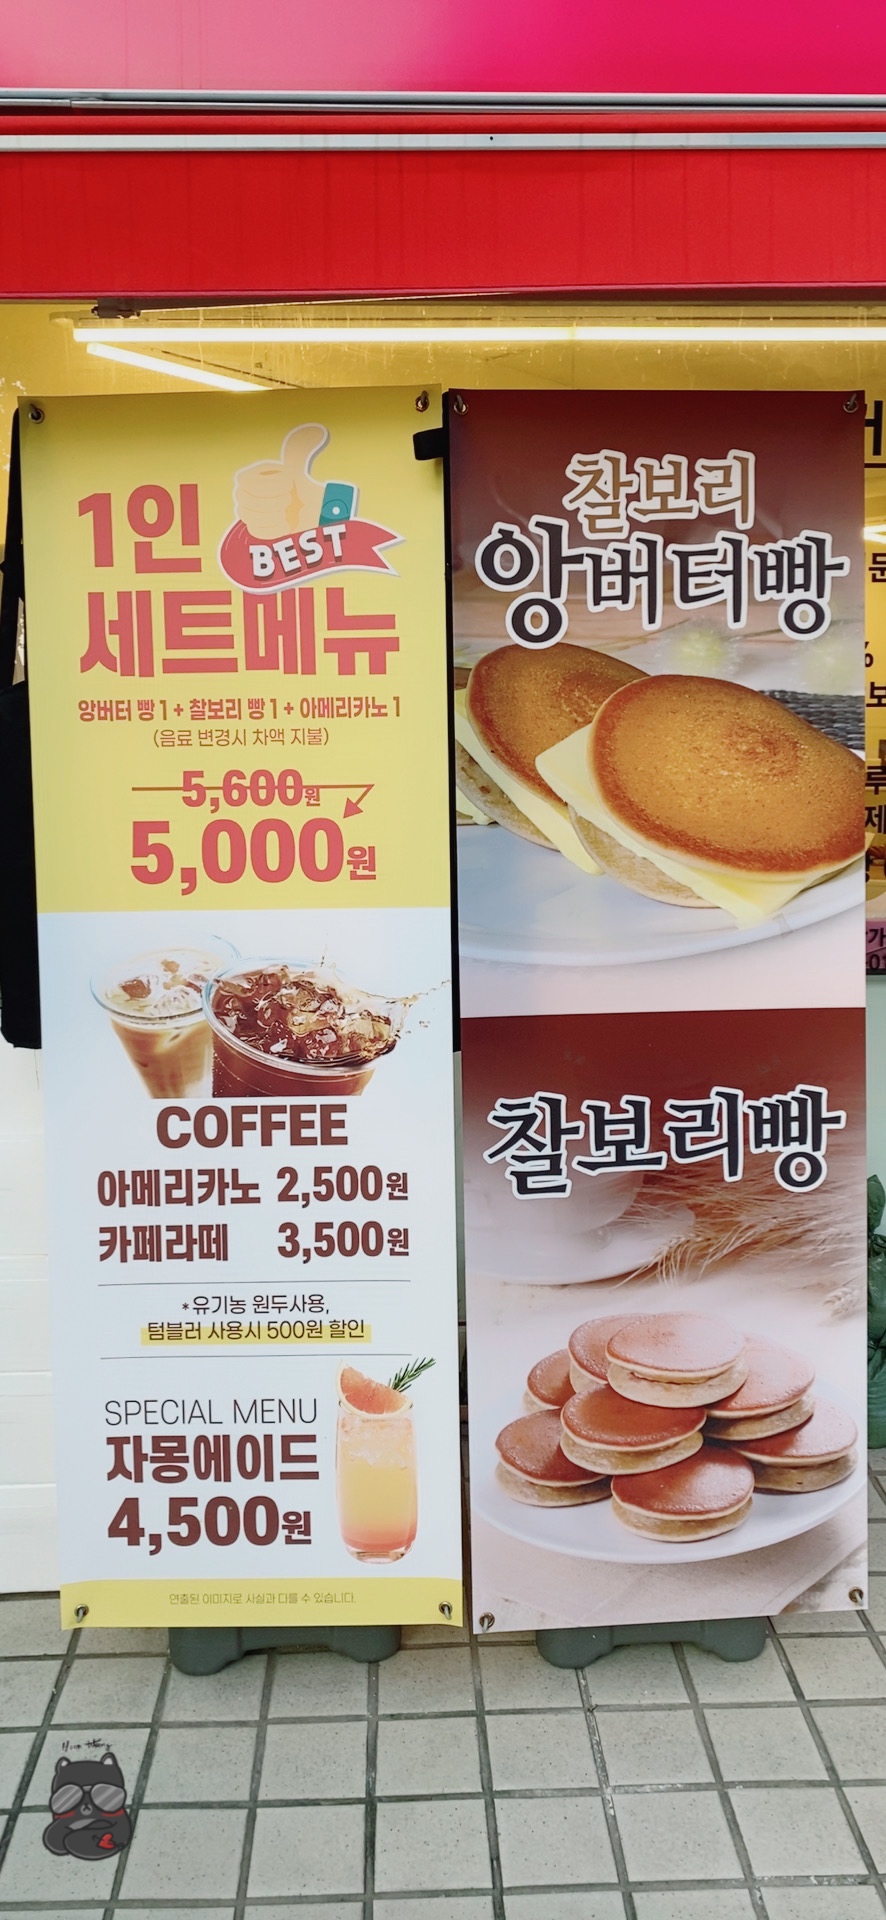 1인
BEST
세트메뉴
앙버터 빵 1 + 찰보리 빵 1 + 아메리카노 1
(음료 변경시 차액 지불)
5,600원
5,000원
COFFEE
아메리카노 2,500원
카페라떼 3,500원
*유기농 원두사용,
텀블러 사용시 500원 할인
SPECIAL MENU
자몽에이드
4,500원
연출된 이미지로 사실과 다를 수 있습니다.
찰보리
앙버터빵
찰보리빵